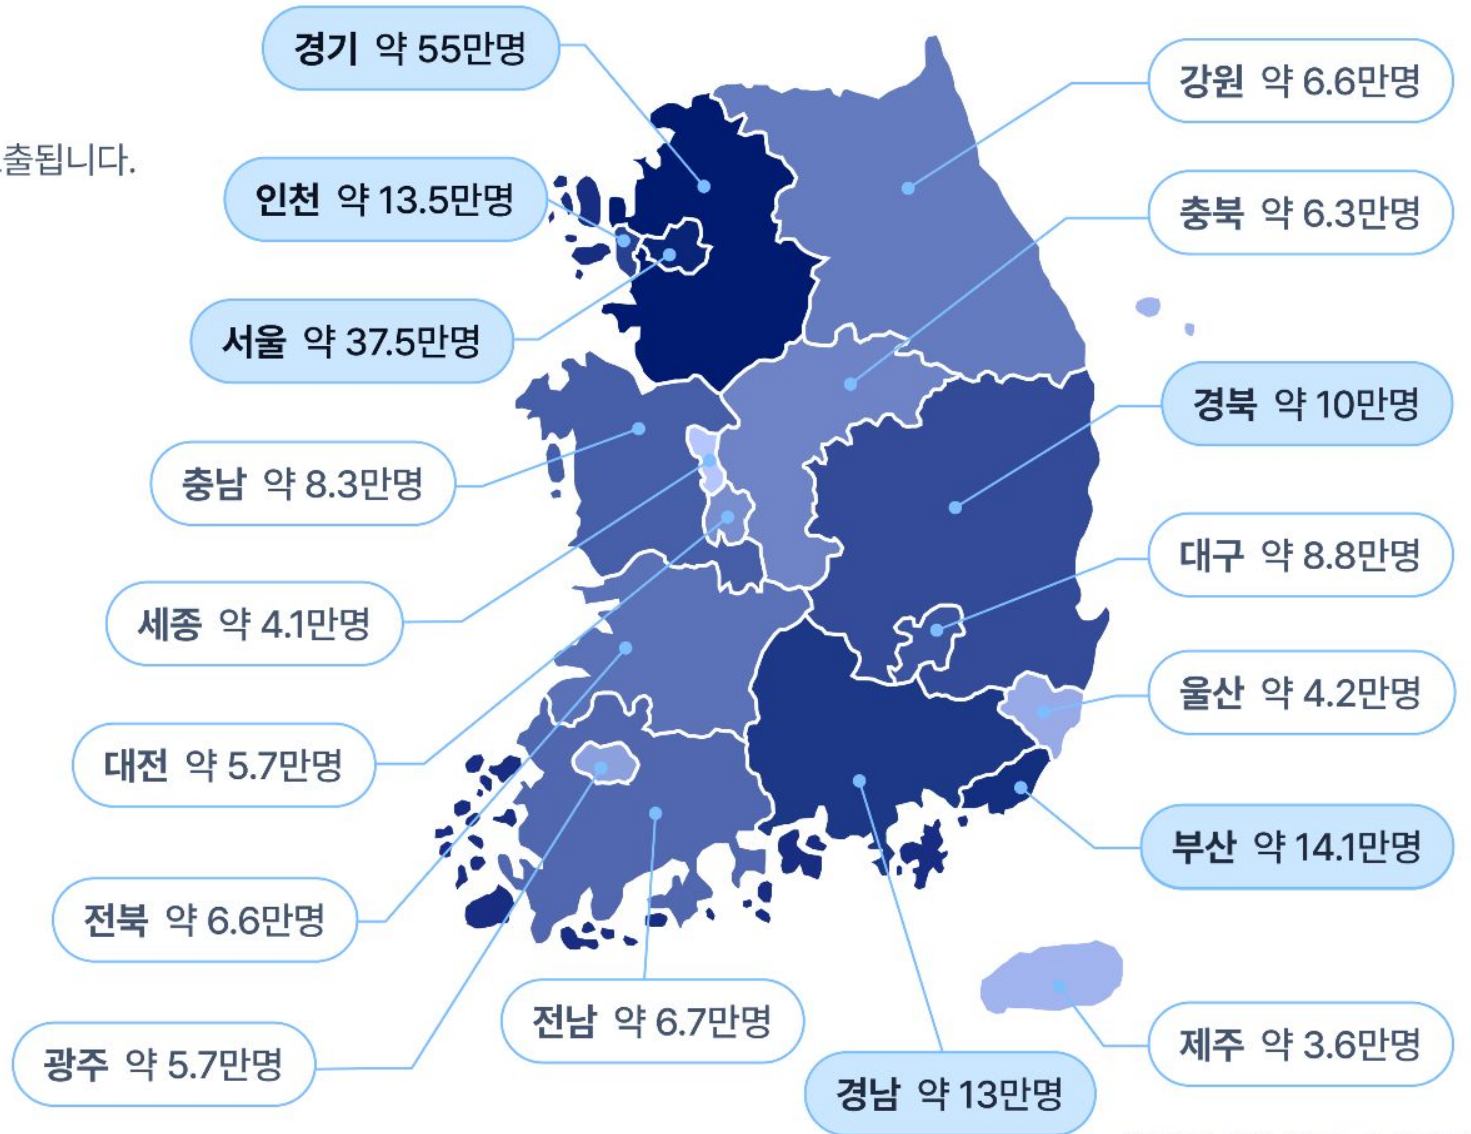 경기 약 55만명
강원 약 6.6만명
출됩니다.
인천 약 13.5만명
충북 약 6.3만명
서울 약 37.5만명
경북 약 10만명
충남 약 8.3만명
대구 약 8.8만명
세종 약 4.1만명
울산 약 4.2만명
대전 약 5.7만명
부산 약 14.1만명
전북 약 6.6만명
전남 약 6.7만명
제주 약 3.6만명
광주 약 5.7만명
경남 약 13만명